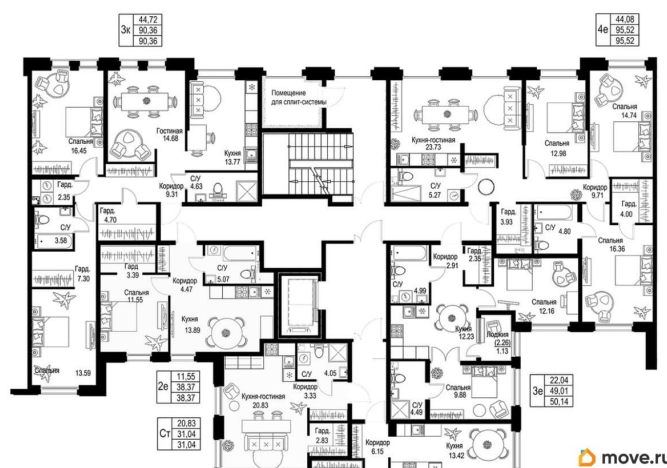 3к
44.72
90.36
90.36
4е
44.08
95.52
95.52
Спальня
16.45
Гостиная
14.68
Кухня
13.77
Помещение
для сплит-системы
Кухня-гостиная
23.73
Спальня
12.98
Спальня
14.74
Гард.
2.35
С/У
3.58
Гард.
4.70
Коридор
9.31
С/У
4.63
С/У
5.27
Гард.
3.93
С/У
4.80
Коридор
9.71
Гард.
4.00
Спальня
16.36
Гард.
7.30
Гард.
3.39
Спальня
11.55
Коридор
4.47
С/У
5.07
Кухня
13.89
Коридор
2.91
Гард.
2.35
С/У
4.99
12.16
Кухня
12.23
Лоджия
(2.26)
1.13
Спальня
13.59
2е
11.55
38.37
38.37
Ст
20.83
31.04
31.04
Кухня-гостиная
20.83
С/У
4.05
Коридор
3.33
Гард.
2.83
С/У
4.49
Спальня
9.88
3е
22.04
49.01
50.14
Коридор
6.15
Кухня
13.42
move.ru